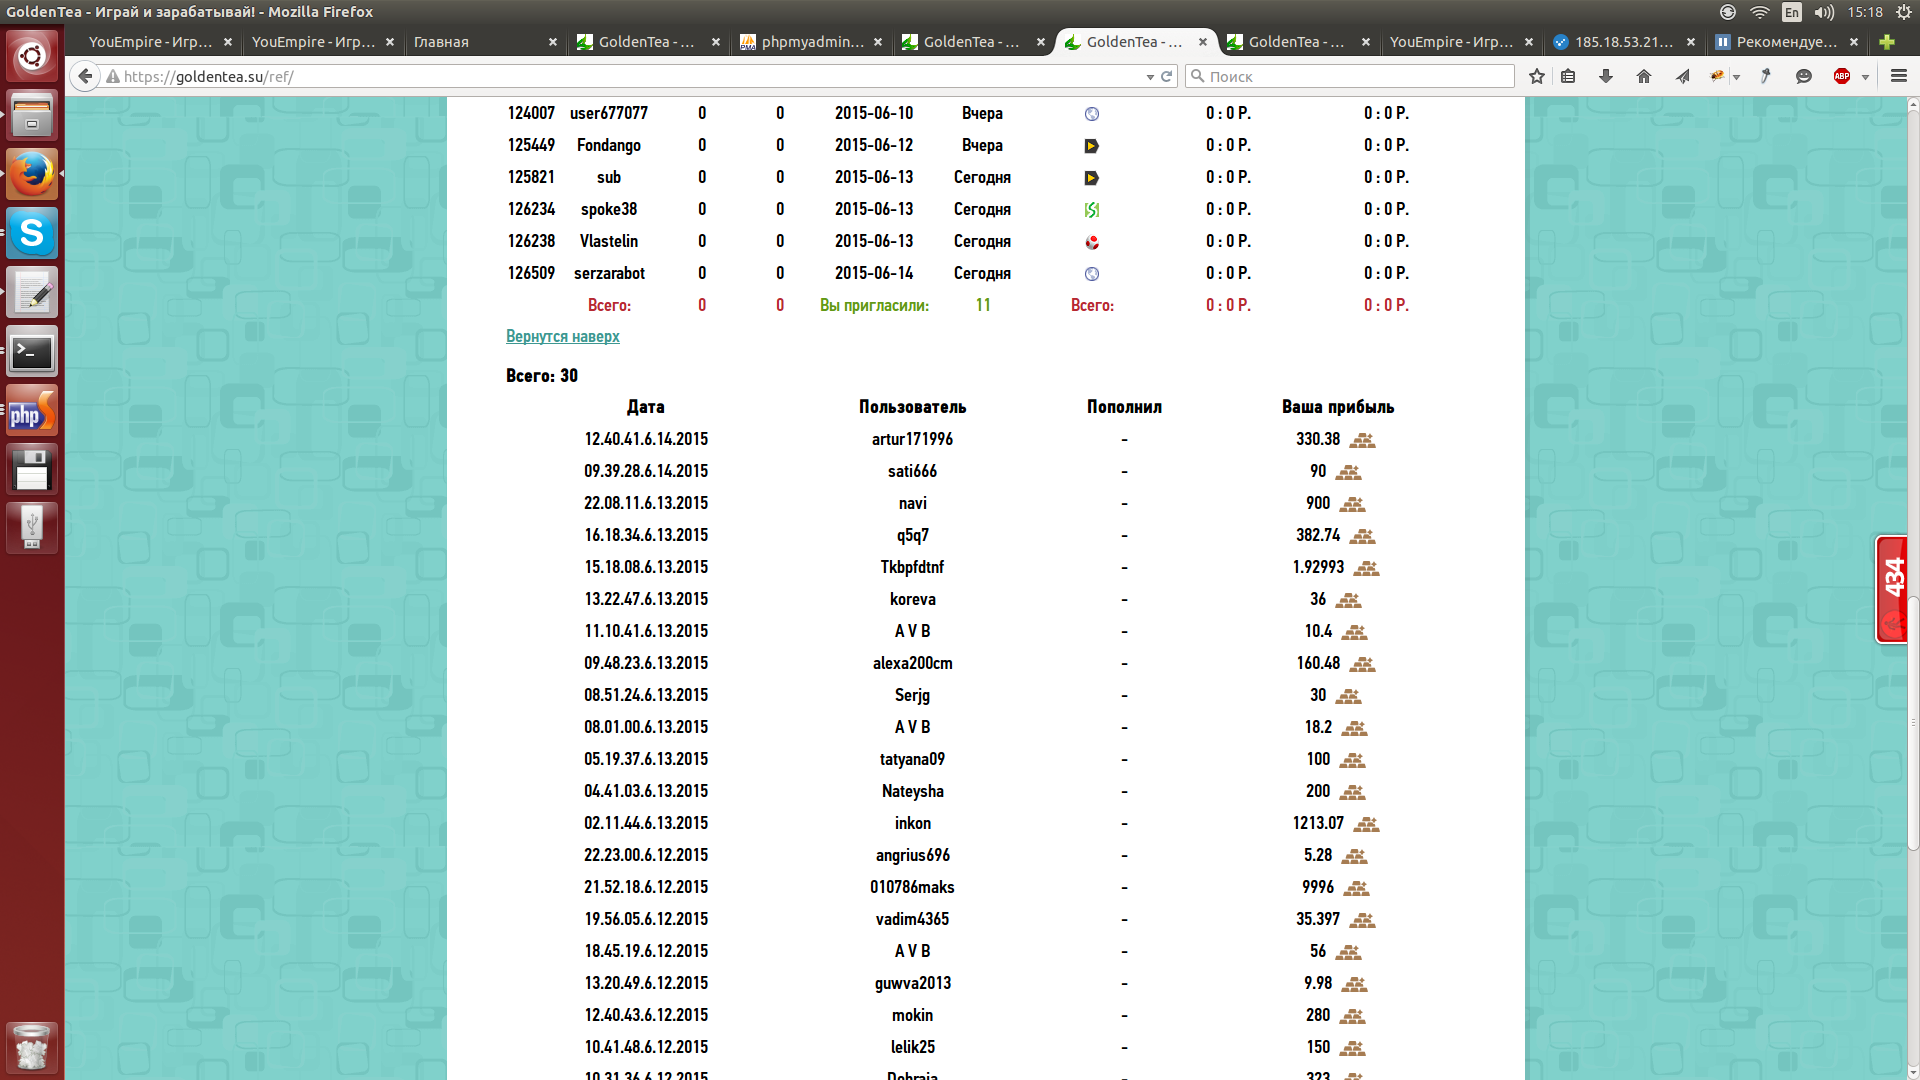 GoldenTea - Играй и зарабатывай! - Mozilla Firefox
En 15:18
YouEmpire - Игр...
YouEmpire - Игр...
Главная
GoldenTea - ...
phpmyadmin...
GoldenTea - ...
GoldenTea - ...
GoldenTea - ...
YouEmpire - Игр...
185.18.53.21...
Рекомендуе...
https://goldentea.su/ref/
Поиск
ABP
124007 user677077 0 0 2015-06-10 Вчера 0 : 0 Р. 0 : 0 Р.
125449 Fondango 0 0 2015-06-12 Вчера 0 : 0 Р. 0 : 0 Р.
125821 sub 0 0 2015-06-13 Сегодня 0 : 0 Р. 0 : 0 Р.
126234 spoke38 0 0 2015-06-13 Сегодня 0 : 0 Р. 0 : 0 Р.
126238 Vlastelin 0 0 2015-06-13 Сегодня 0 : 0 Р. 0 : 0 Р.
126509 serzarabot 0 0 2015-06-14 Сегодня 0 : 0 Р. 0 : 0 Р.
Всего: 0 0 Вы пригласили: 11 Всего: 0 : 0 Р. 0 : 0 Р.
Вернутся наверх
Всего: 30
Дата Пользователь Пополнил Ваша прибыль
12.40.41.6.14.2015 artur171996 - 330.38
09.39.28.6.14.2015 sati666 - 90
22.08.11.6.13.2015 navi - 900
16.18.34.6.13.2015 q5q7 - 382.74
15.18.08.6.13.2015 Tkbpfdtnf - 1.92993
13.22.47.6.13.2015 koreva - 36
11.10.41.6.13.2015 A V B - 10.4
09.48.23.6.13.2015 alexa200cm - 160.48
08.51.24.6.13.2015 Serjg - 30
08.01.00.6.13.2015 A V B - 18.2
05.19.37.6.13.2015 tatyana09 - 100
04.41.03.6.13.2015 Nateysha - 200
02.11.44.6.13.2015 inkon - 1213.07
22.23.00.6.12.2015 angrius696 - 5.28
21.52.18.6.12.2015 010786maks - 9996
19.56.05.6.12.2015 vadim4365 - 35.397
18.45.19.6.12.2015 A V B - 56
13.20.49.6.12.2015 guwva2013 - 9.98
12.40.43.6.12.2015 mokin - 280
10.41.48.6.12.2015 lelik25 - 150
10.31.36.6.12.2015 - 323
434
php